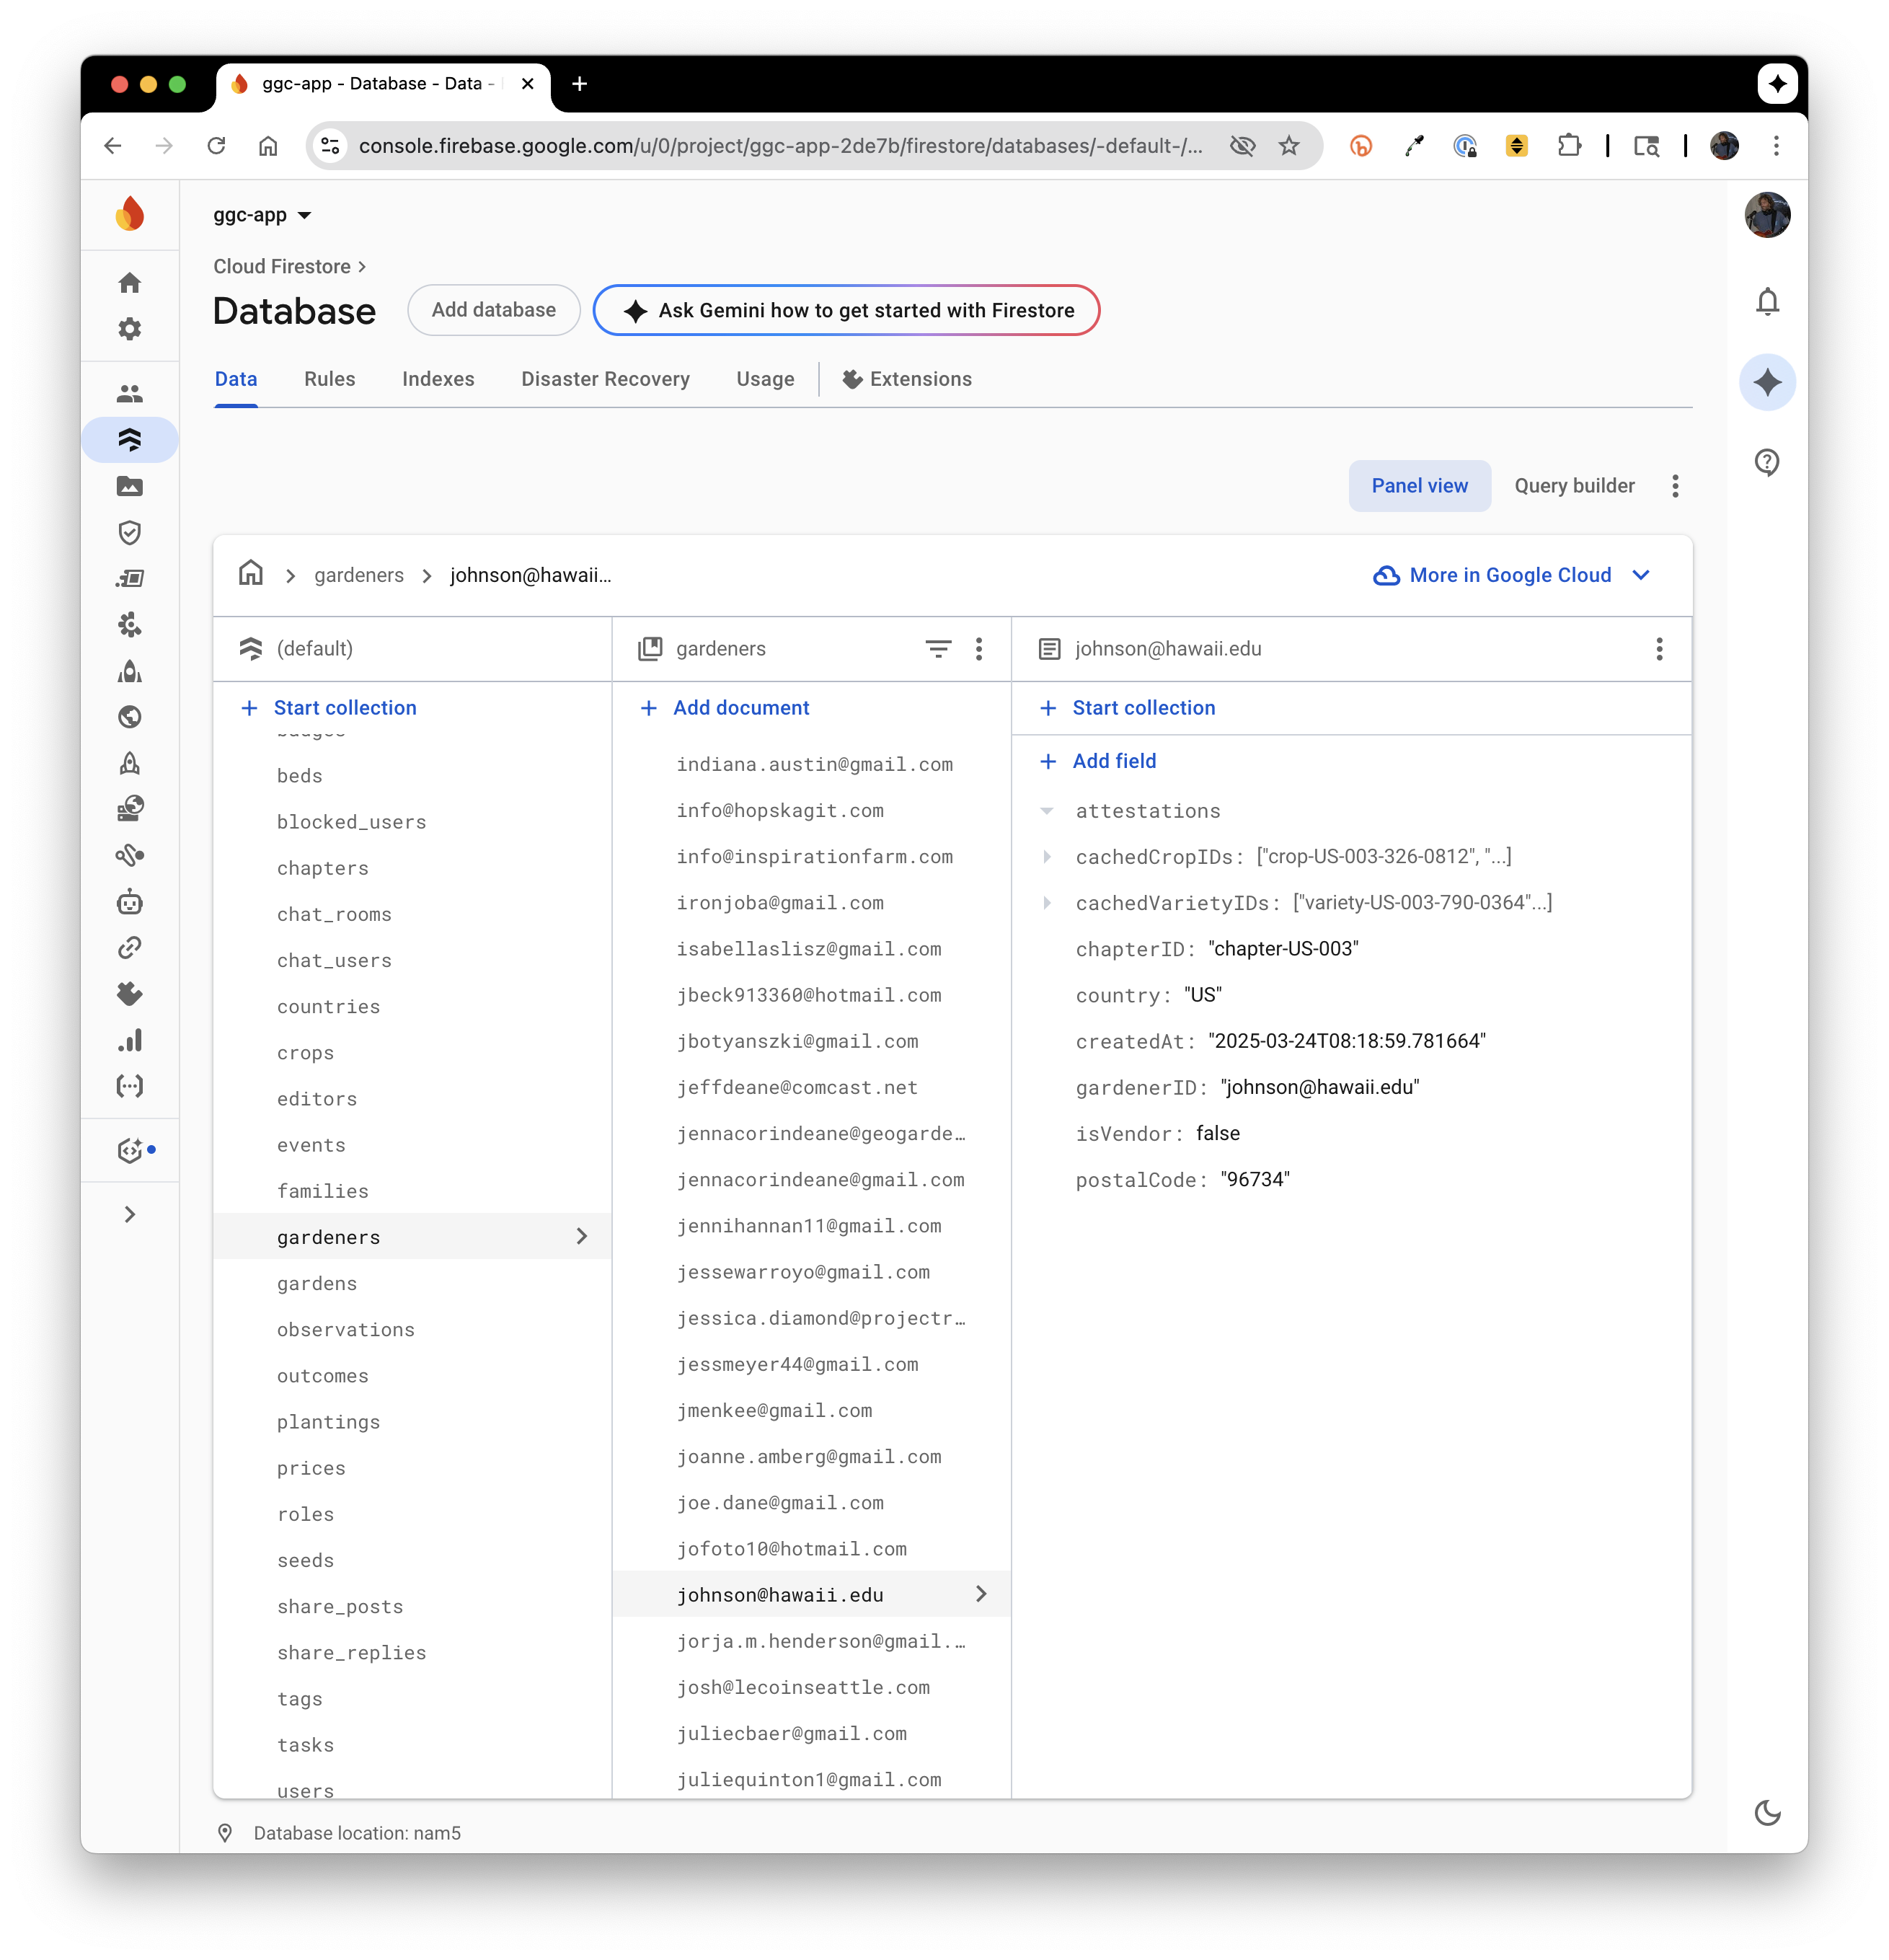 ggc-app - Database - Data -
console.firebase.google.com/u/0/project/ggc-app-2de7b/firestore/databases/-default-/...
ggc-app
Cloud Firestore
Database
Add database
Ask Gemini how to get started with Firestore
Data
Rules
Indexes
Disaster Recovery
Usage
Extensions
Panel view
Query builder
gardeners
johnson@hawaii...
More in Google Cloud
(default)
Start collection
badges
beds
blocked_users
chapters
chat_rooms
chat_users
countries
crops
editors
events
families
gardeners
gardens
observations
outcomes
plantings
prices
roles
seeds
share_posts
share_replies
tags
tasks
users
gardeners
Add document
indiana.austin@gmail.com
info@hopskagit.com
info@inspirationfarm.com
ironjoba@gmail.com
isabellaslisz@gmail.com
jbeck913360@hotmail.com
jbotyanszki@gmail.com
jeffdeane@comcast.net
jennacorindeane@geogarde…
jennacorindeane@gmail.com
jennihannan11@gmail.com
jessewarroyo@gmail.com
jessica.diamond@projectr…
jessmeyer44@gmail.com
jmenkee@gmail.com
joanne.amberg@gmail.com
joe.dane@gmail.com
jofoto10@hotmail.com
johnson@hawaii.edu
jorja.m.henderson@gmail.…
josh@lecoinseattle.com
juliecbaer@gmail.com
juliequinton1@gmail.com
johnson@hawaii.edu
Start collection
Add field
attestations
cachedCropIDs: ["crop-US-003-326-0812", "...]
cachedVarietyIDs: ["variety-US-003-790-0364"...]
chapterID: "chapter-US-003"
country: "US"
createdAt: "2025-03-24T08:18:59.781664"
gardenerID: "johnson@hawaii.edu"
isVendor: false
postalCode: "96734"
Database location: nam5